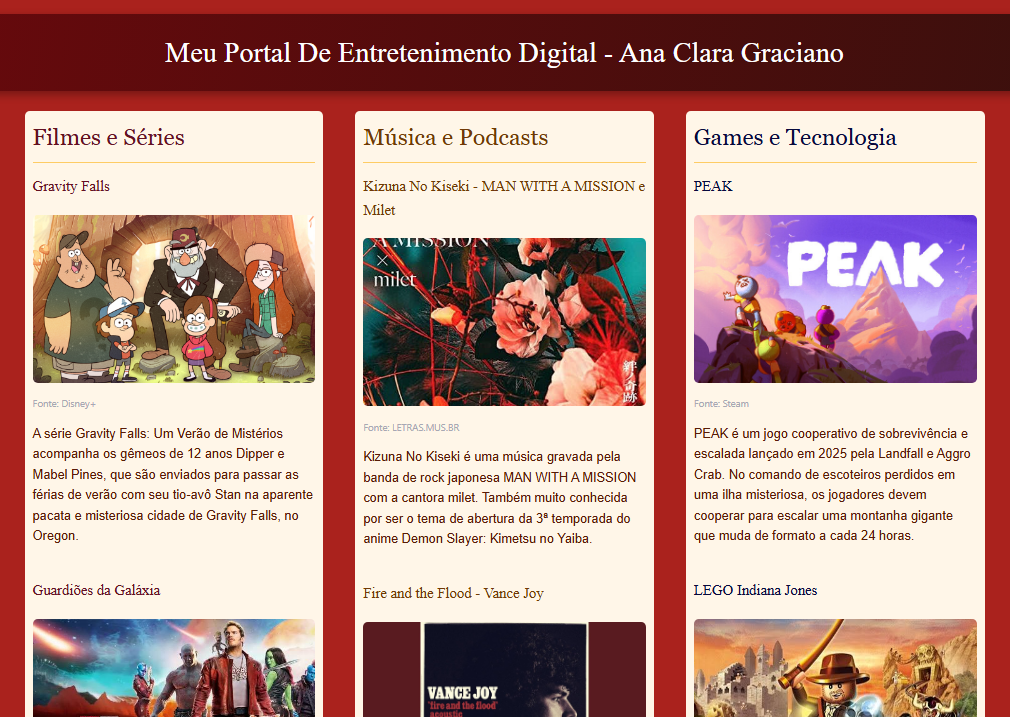 Meu Portal De Entretenimento Digital - Ana Clara Graciano
Filmes e Séries
Gravity Falls
Fonte: Disney+
A série Gravity Falls: Um Verão de Mistérios
acompanha os gêmeos de 12 anos Dipper e
Mabel Pines, que são enviados para passar as
férias de verão com seu tio-avô Stan na aparente
pacata e misteriosa cidade de Gravity Falls, no
Oregon.
Guardiões da Galáxia
Música e Podcasts
Kizuna No Kiseki - MAN WITH A MISSION e
Milet
A MISSION
×
milet
絆ノ奇跡
Fonte: LETRAS.MUS.BR
Kizuna No Kiseki é uma música gravada pela
banda de rock japonesa MAN WITH A MISSION
com a cantora milet. Também muito conhecida
por ser o tema de abertura da 3ª temporada do
anime Demon Slayer: Kimetsu no Yaiba.
Fire and the Flood - Vance Joy
VANCE JOY
'fire and the flood'
acoustic
Games e Tecnologia
PEAK
PEAK
Fonte: Steam
PEAK é um jogo cooperativo de sobrevivência e
escalada lançado em 2025 pela Landfall e Aggro
Crab. No comando de escoteiros perdidos em
uma ilha misteriosa, os jogadores devem
cooperar para escalar uma montanha gigante
que muda de formato a cada 24 horas.
LEGO Indiana Jones